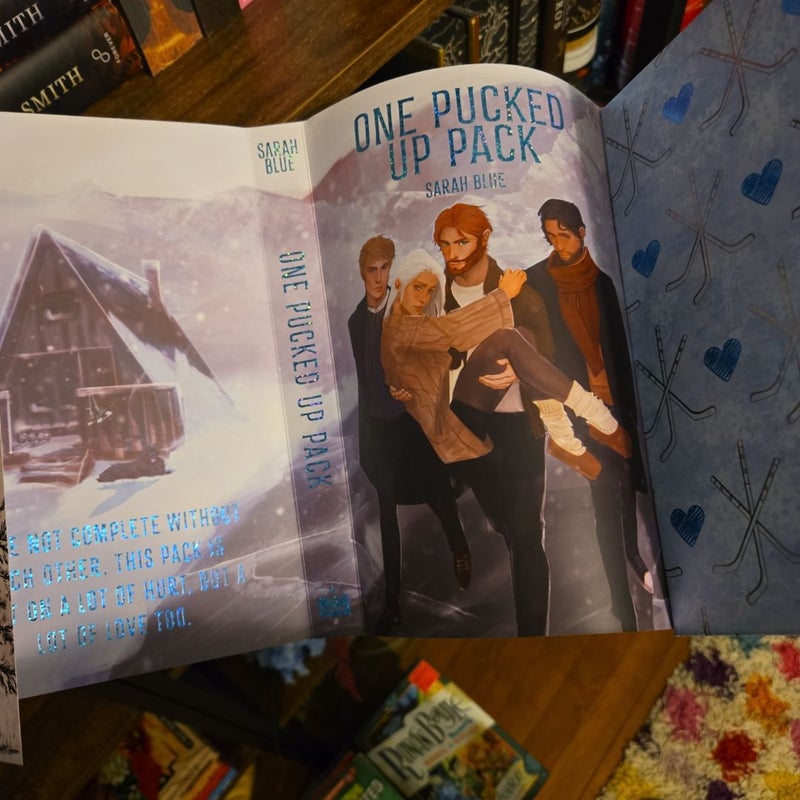 MITH
SMITH
SARAH
BLUE
ONE PUCKED UP PACK
ONE PUCKED
UP PACK
SARAH BLUE
E NOT COMPLETE WITHOUT
CH OTHER. THIS PACK IS
T ON A LOT OF HURT, BUT A
LOT OF LOVE TOO.